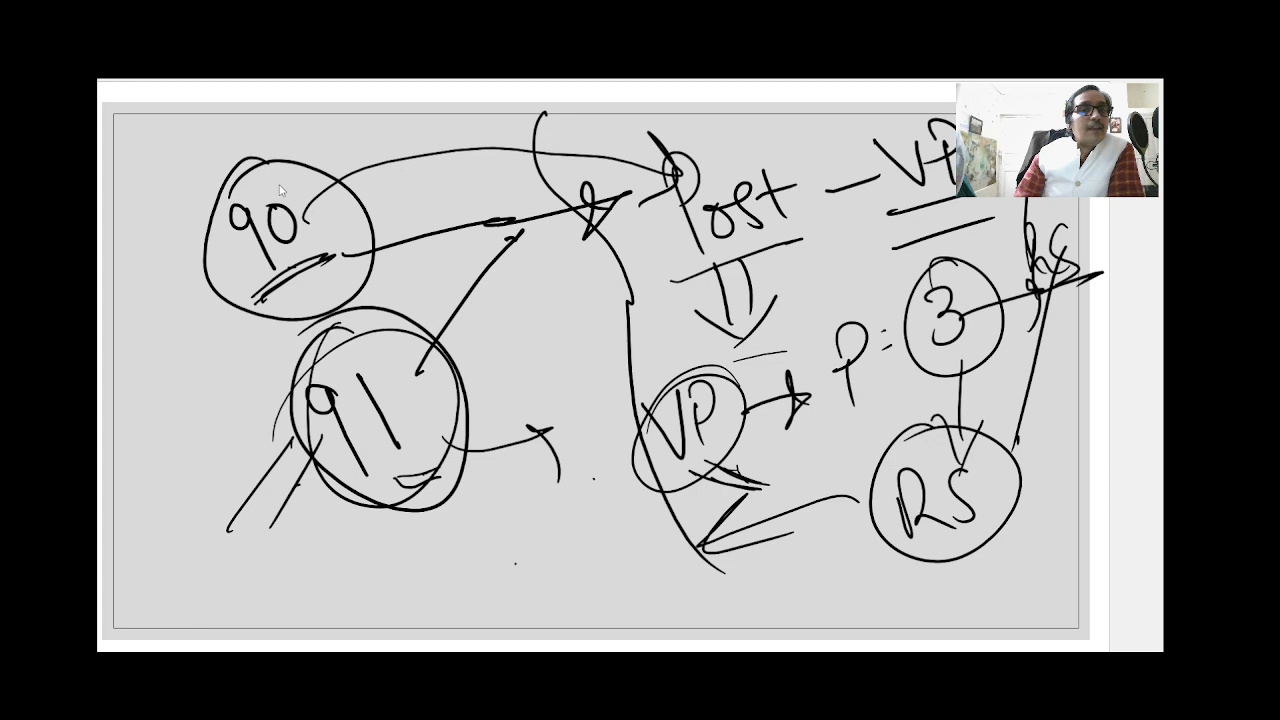 90 Post - VP
91
VP → P: 3 RS
RS